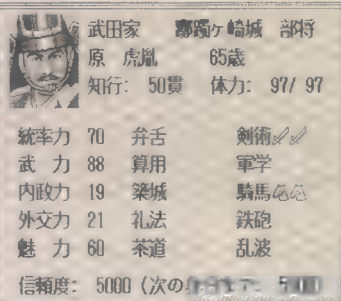 武田家 躑躅ヶ崎城 部将
原 虎胤 65歳
知行: 50貫 体力: 97/ 97
統率力 70 弁舌 剣術
武 力 88 算用 軍学
内政力 19 築城 騎馬
外交力 21 礼法 鉄砲
魅 力 60 茶道 乱波
信頼度: 5000 (次の